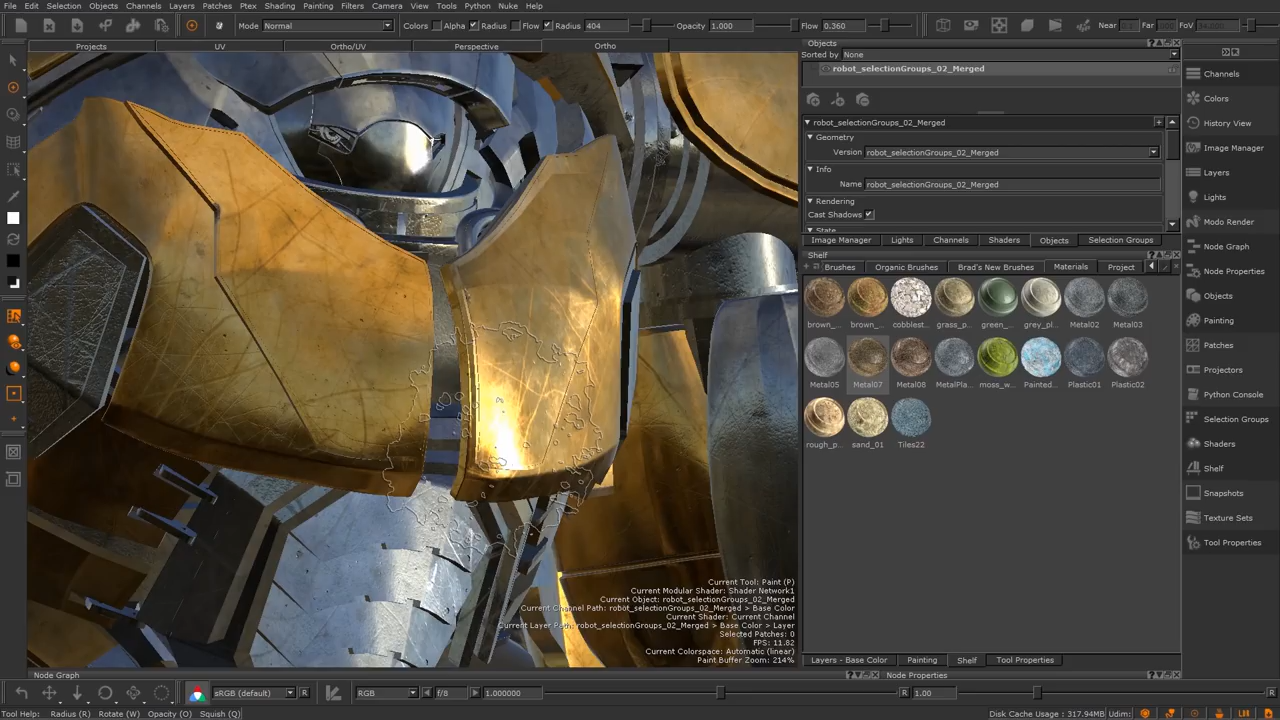 File Edit Selection Objects Channels Layers Patches Ptex Shading Painting Filters Camera View Tools Python Nuke Help
Mode Normal Colors Alpha Radius Flow Radius 404 Opacity 1.000 Flow 0.360 Near Far FoV
Projects UV Ortho/UV Perspective Ortho
Objects
Sorted by None
robot_selectionGroups_02_Merged
robot_selectionGroups_02_Merged
Geometry
Version robot_selectionGroups_02_Merged
Info
Name robot_selectionGroups_02_Merged
Rendering
Cast Shadows
State
Image Manager Lights Channels Shaders Objects Selection Groups
Shelf
Brushes Organic Brushes Brad's New Brushes Materials Project
brown_... brown_... cobblest... grass_p... green_... grey_pl... Metal02 Metal03
Metal05 Metal07 Metal08 MetalPla... moss_w... Painted... Plastic01 Plastic02
rough_p... sand_01 Tiles22
Channels
Colors
History View
Image Manager
Layers
Lights
Modo Render
Node Graph
Node Properties
Objects
Painting
Patches
Projectors
Python Console
Selection Groups
Shaders
Shelf
Snapshots
Texture Sets
Tool Properties
Current Tool: Paint (P)
Current Modular Shader: Shader Network1
Current Object: robot_selectionGroups_02_Merged
Current Channel Path: robot_selectionGroups_02_Merged > Base Color
Current Shader: Current Channel
Current Layer Path: robot_selectionGroups_02_Merged > Base Color > Layer
Selected Patches: 0
FPS: 11.82
Current Colorspace: Automatic (linear)
Paint Buffer Zoom: 214%
Layers - Base Color Painting Shelf Tool Properties
Node Graph Node Properties
sRGB (default) R RGB f/8 1.000000 R 1.00 R
Tool Help: Radius (R) Rotate (W) Opacity (O) Squish (Q) Disk Cache Usage : 317.94MB Udim: